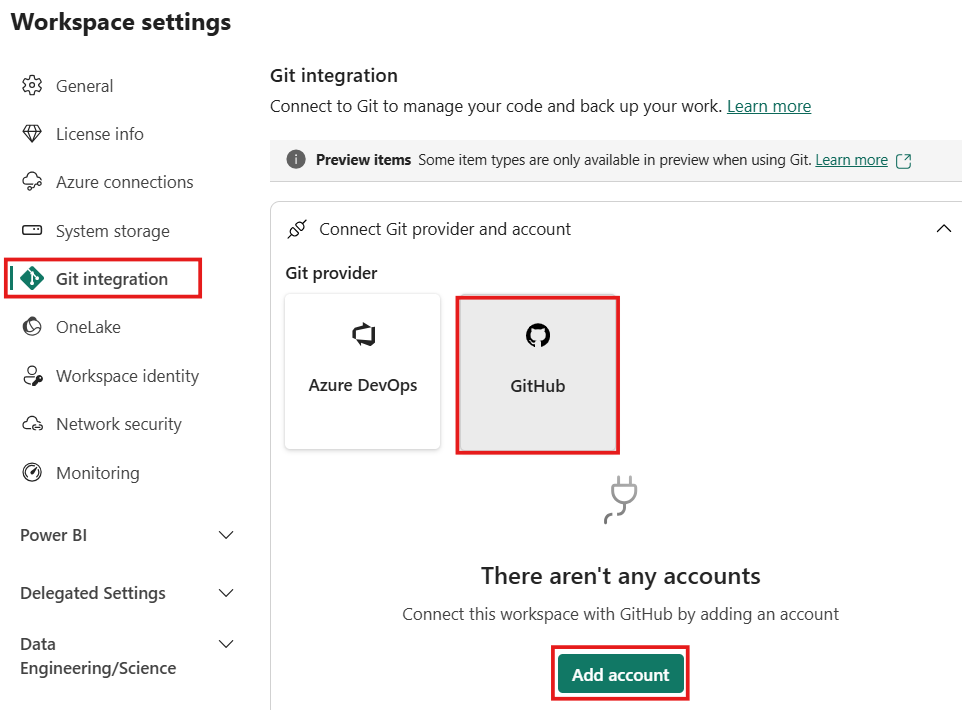 Workspace settings
General
License info
Azure connections
System storage
Git integration
OneLake
Workspace identity
Network security
Monitoring
Power BI
Delegated Settings
Data
Engineering/Science
Git integration
Connect to Git to manage your code and back up your work. Learn more
Preview items Some item types are only available in preview when using Git. Learn more
Connect Git provider and account
Git provider
Azure DevOps
GitHub
There aren't any accounts
Connect this workspace with GitHub by adding an account
Add account